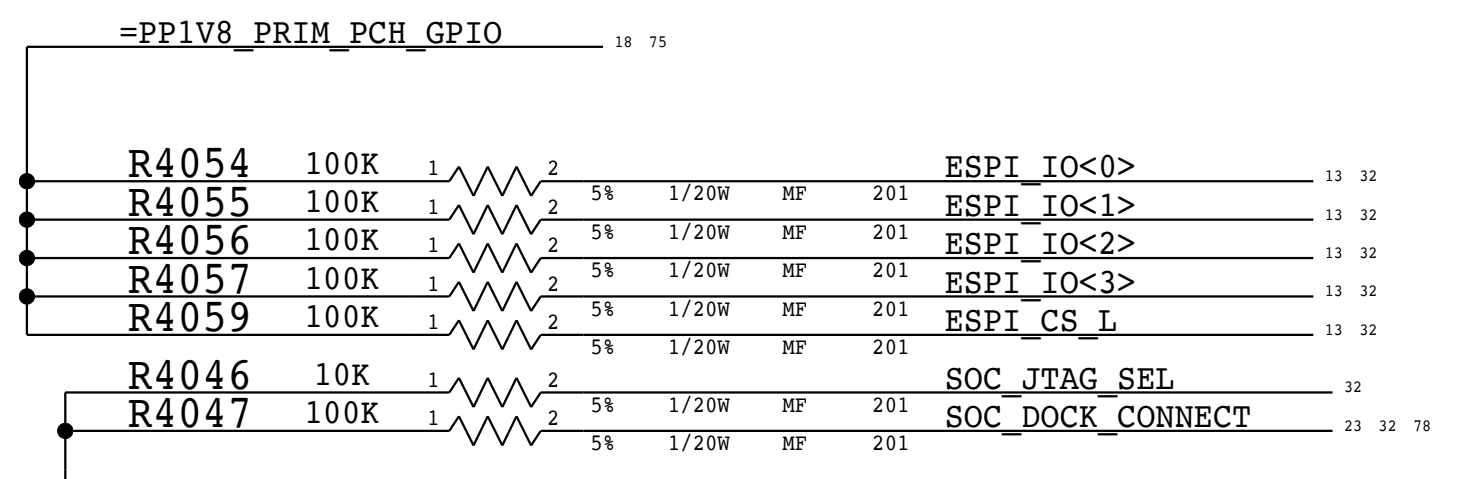 =PP1V8_PRIM_PCH_GPIO 18 75
R4054 100K 1 2 5% 1/20W MF 201 ESPI_IO<0> 13 32
R4055 100K 1 2 5% 1/20W MF 201 ESPI_IO<1> 13 32
R4056 100K 1 2 5% 1/20W MF 201 ESPI_IO<2> 13 32
R4057 100K 1 2 5% 1/20W MF 201 ESPI_IO<3> 13 32
R4059 100K 1 2 5% 1/20W MF 201 ESPI_CS_L 13 32
R4046 10K 1 2 5% 1/20W MF 201 SOC_JTAG_SEL 32
R4047 100K 1 2 5% 1/20W MF 201 SOC_DOCK_CONNECT 23 32 78